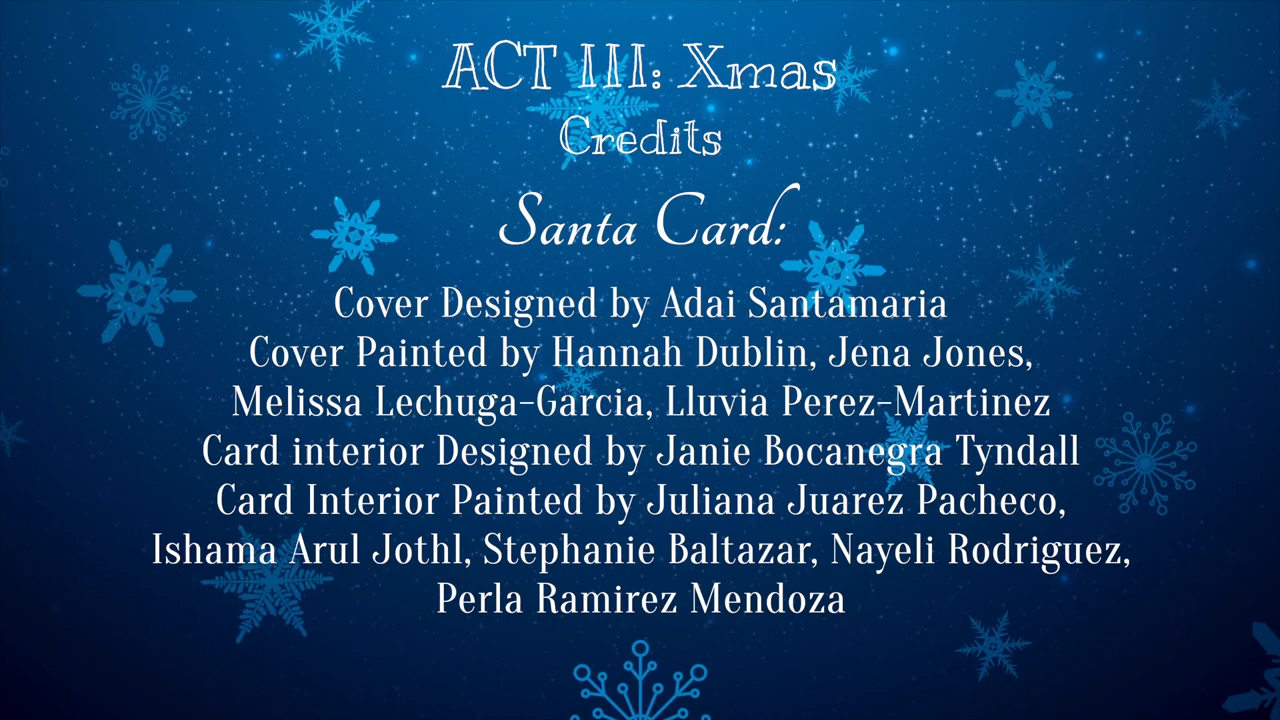 ACT III: Xmas
Credits
Santa Card:
Cover Designed by Adai Santamaria
Cover Painted by Hannah Dublin, Jena Jones,
Melissa Lechuga-Garcia, Lluvia Perez-Martinez
Card interior Designed by Janie Bocanegra Tyndall
Card Interior Painted by Juliana Juarez Pacheco,
Ishama Arul Jothl, Stephanie Baltazar, Nayeli Rodriguez,
Perla Ramirez Mendoza